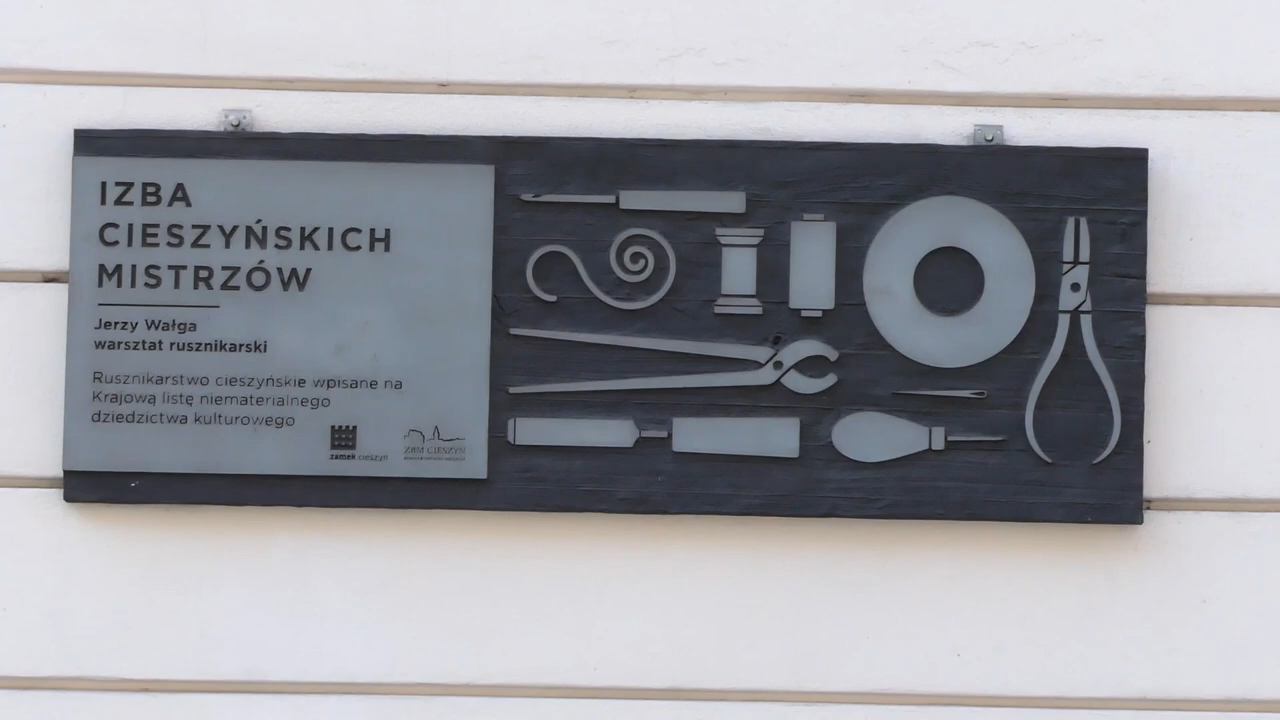 IZBA
CIESZYŃSKICH
MISTRZÓW
Jerzy Wałga
warsztat rusznikarski
Rusznikarstwo cieszyńskie wpisane na
Krajową listę niematerialnego
dziedzictwa kulturowego
zamek cieszyn
ZBM CIESZYN